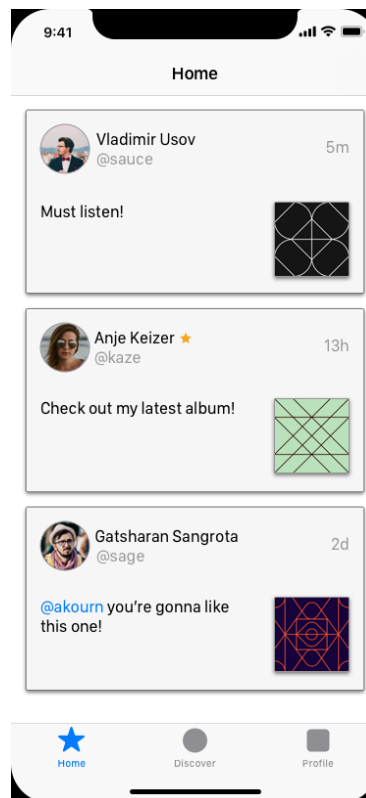 9:41
Home
Vladimir Usov
5m
@sauce
Must listen!
Anje Keizer
13h
@kaze
Check out my latest album!
Gatsharan Sangrota
2d
@sage
@akourn you're gonna like
this one!
Home
Discover
Profile